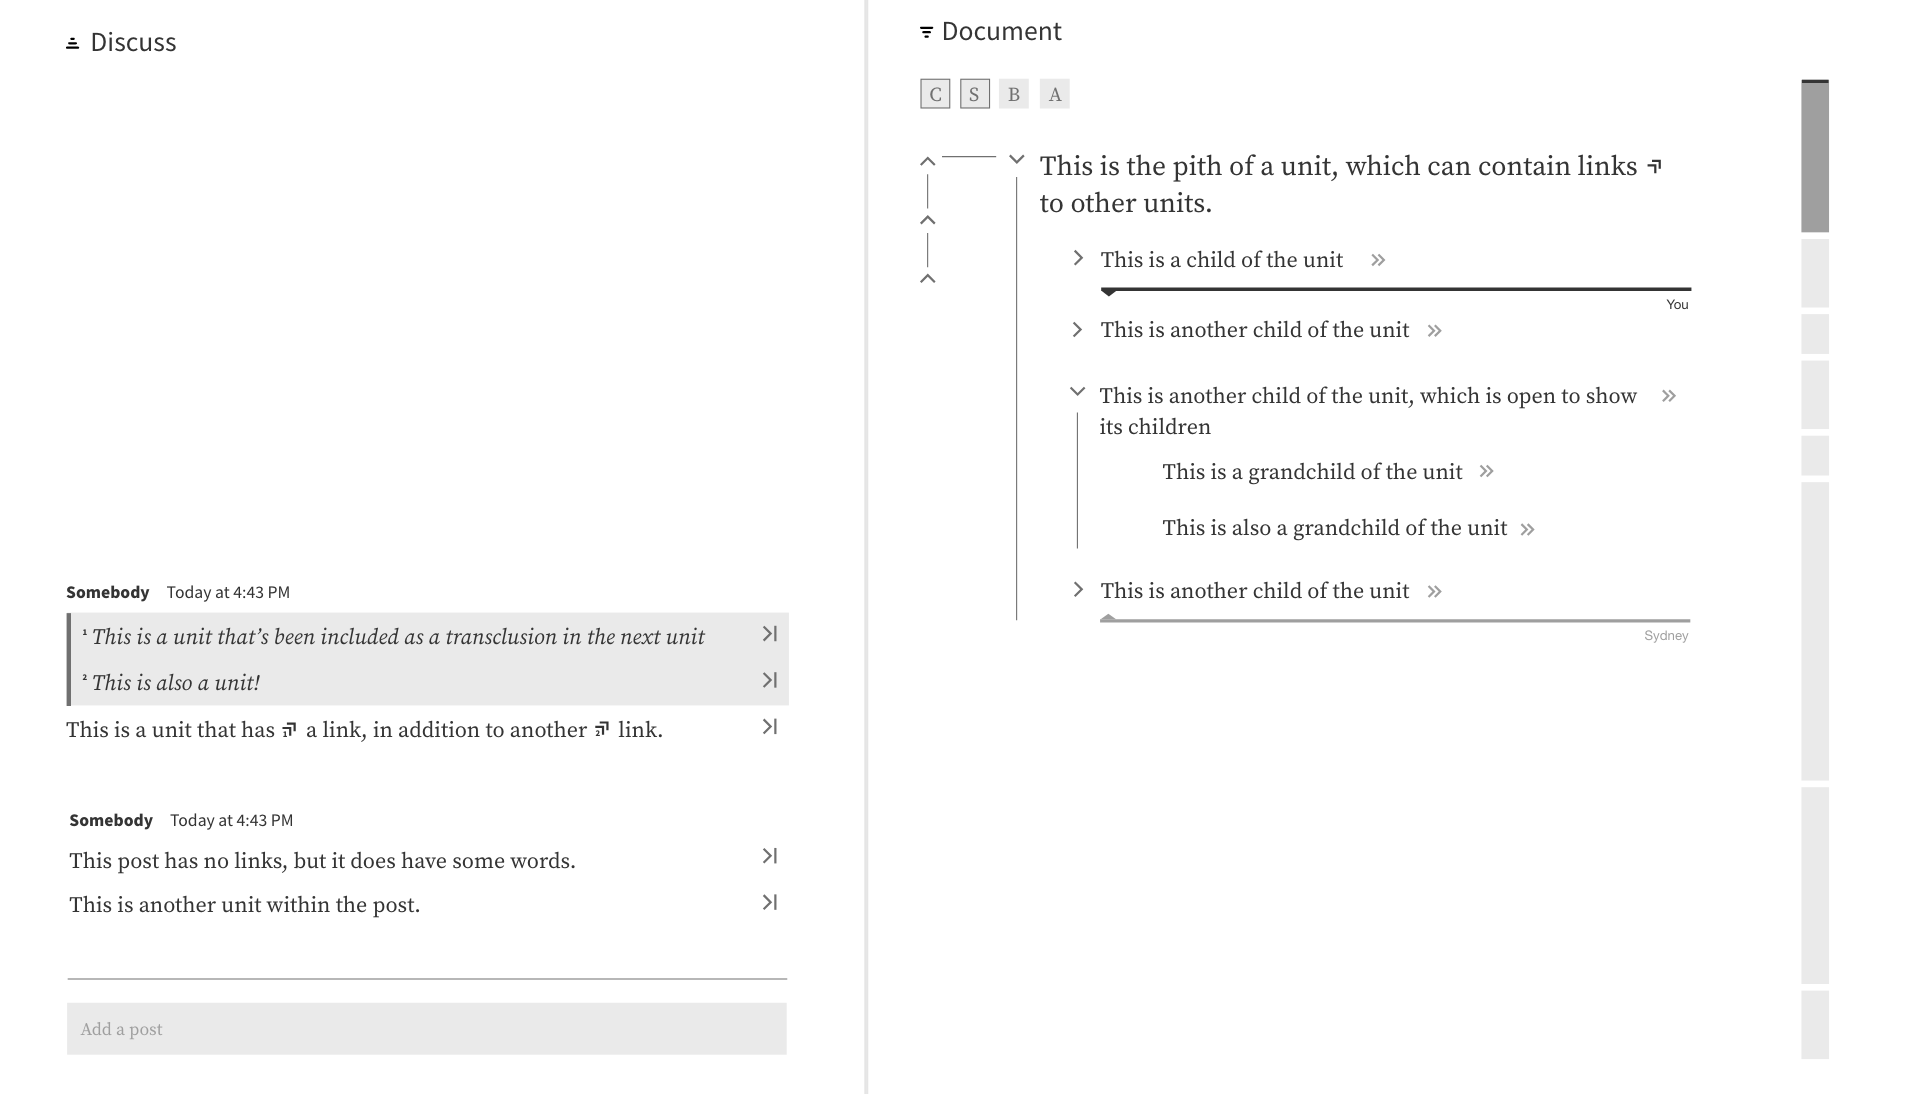 Discuss
Somebody Today at 4:43 PM
¹ This is a unit that’s been included as a transclusion in the next unit
² This is also a unit!
This is a unit that has 1 a link, in addition to another 2 link.
Somebody Today at 4:43 PM
This post has no links, but it does have some words.
This is another unit within the post.
Add a post
Document
C S B A
This is the pith of a unit, which can contain links
to other units.
This is a child of the unit
You
This is another child of the unit
This is another child of the unit, which is open to show
its children
This is a grandchild of the unit
This is also a grandchild of the unit
This is another child of the unit
Sydney